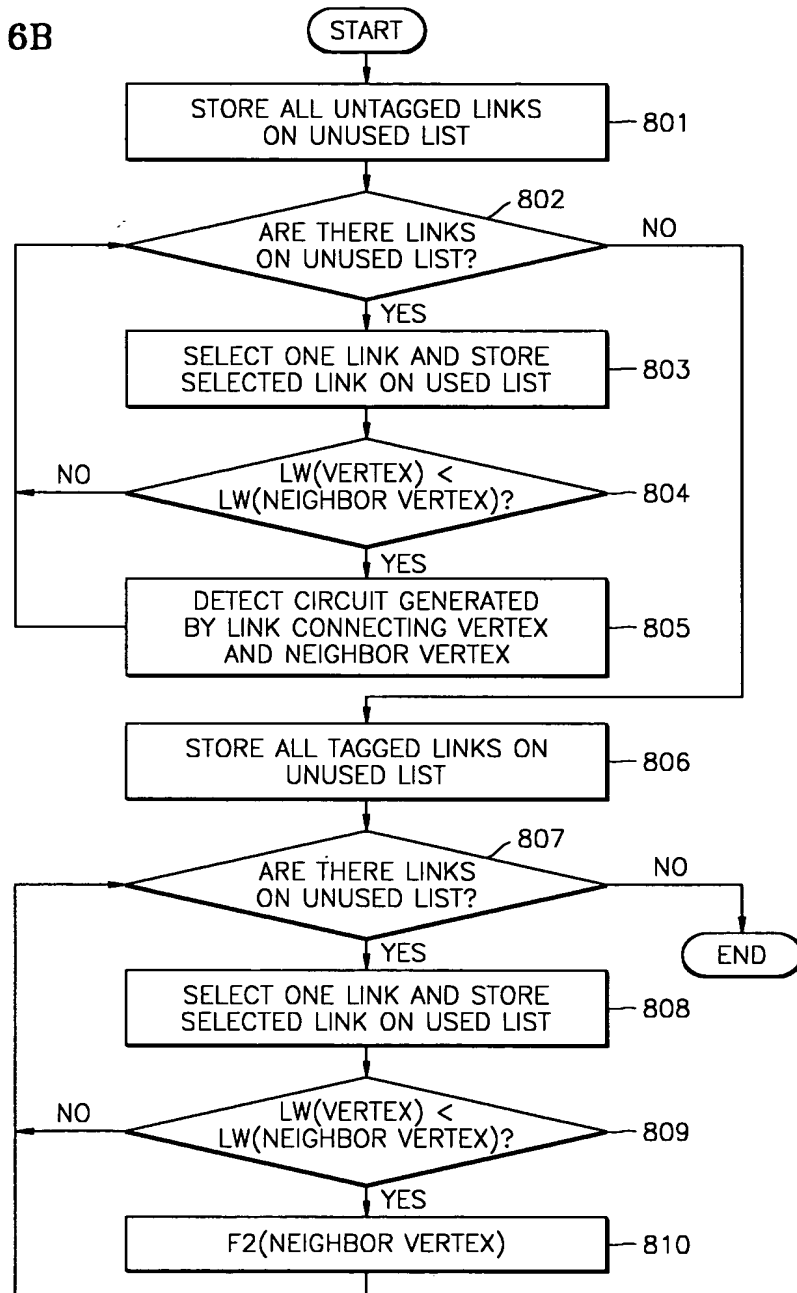 6B
START
STORE ALL UNTAGGED LINKS
ON UNUSED LIST
801
802
ARE THERE LINKS
ON UNUSED LIST?
NO
YES
SELECT ONE LINK AND STORE
SELECTED LINK ON USED LIST
803
NO
LW(VERTEX) <
LW(NEIGHBOR VERTEX)?
804
YES
DETECT CIRCUIT GENERATED
BY LINK CONNECTING VERTEX
AND NEIGHBOR VERTEX
805
STORE ALL TAGGED LINKS ON
UNUSED LIST
806
807
ARE THERE LINKS
ON UNUSED LIST?
NO
YES
END
SELECT ONE LINK AND STORE
SELECTED LINK ON USED LIST
808
NO
LW(VERTEX) <
LW(NEIGHBOR VERTEX)?
809
YES
F2(NEIGHBOR VERTEX)
810